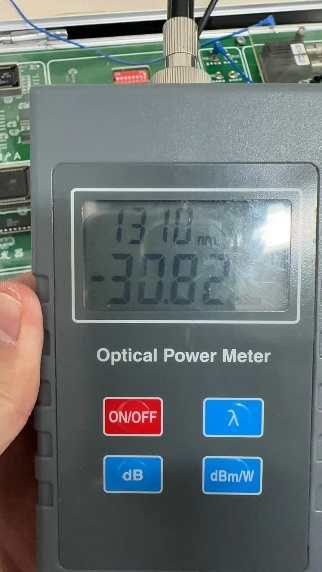 1310 nm
-30.82
Optical Power Meter
ON/OFF
λ
dB
dBm/W